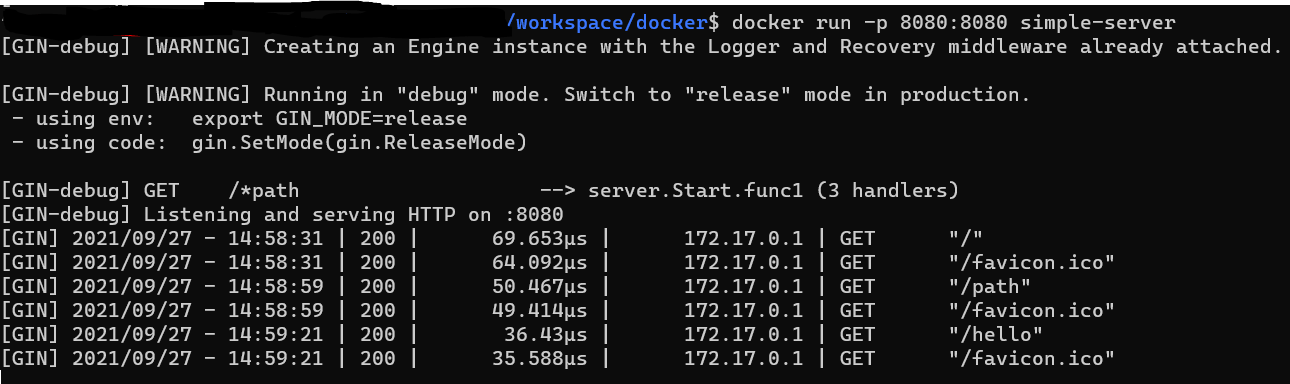 /workspace/docker$ docker run -p 8080:8080 simple-server
[GIN-debug] [WARNING] Creating an Engine instance with the Logger and Recovery middleware already attached.
[GIN-debug] [WARNING] Running in "debug" mode. Switch to "release" mode in production.
- using env:   export GIN_MODE=release
- using code:  gin.SetMode(gin.ReleaseMode)
[GIN-debug] GET    /*path                    --> server.Start.func1 (3 handlers)
[GIN-debug] Listening and serving HTTP on :8080
[GIN] 2021/09/27 - 14:58:31 | 200 |      69.653µs |      172.17.0.1 | GET      "/"
[GIN] 2021/09/27 - 14:58:31 | 200 |      64.092µs |      172.17.0.1 | GET      "/favicon.ico"
[GIN] 2021/09/27 - 14:58:59 | 200 |      50.467µs |      172.17.0.1 | GET      "/path"
[GIN] 2021/09/27 - 14:58:59 | 200 |      49.414µs |      172.17.0.1 | GET      "/favicon.ico"
[GIN] 2021/09/27 - 14:59:21 | 200 |       36.43µs |      172.17.0.1 | GET      "/hello"
[GIN] 2021/09/27 - 14:59:21 | 200 |      35.588µs |      172.17.0.1 | GET      "/favicon.ico"